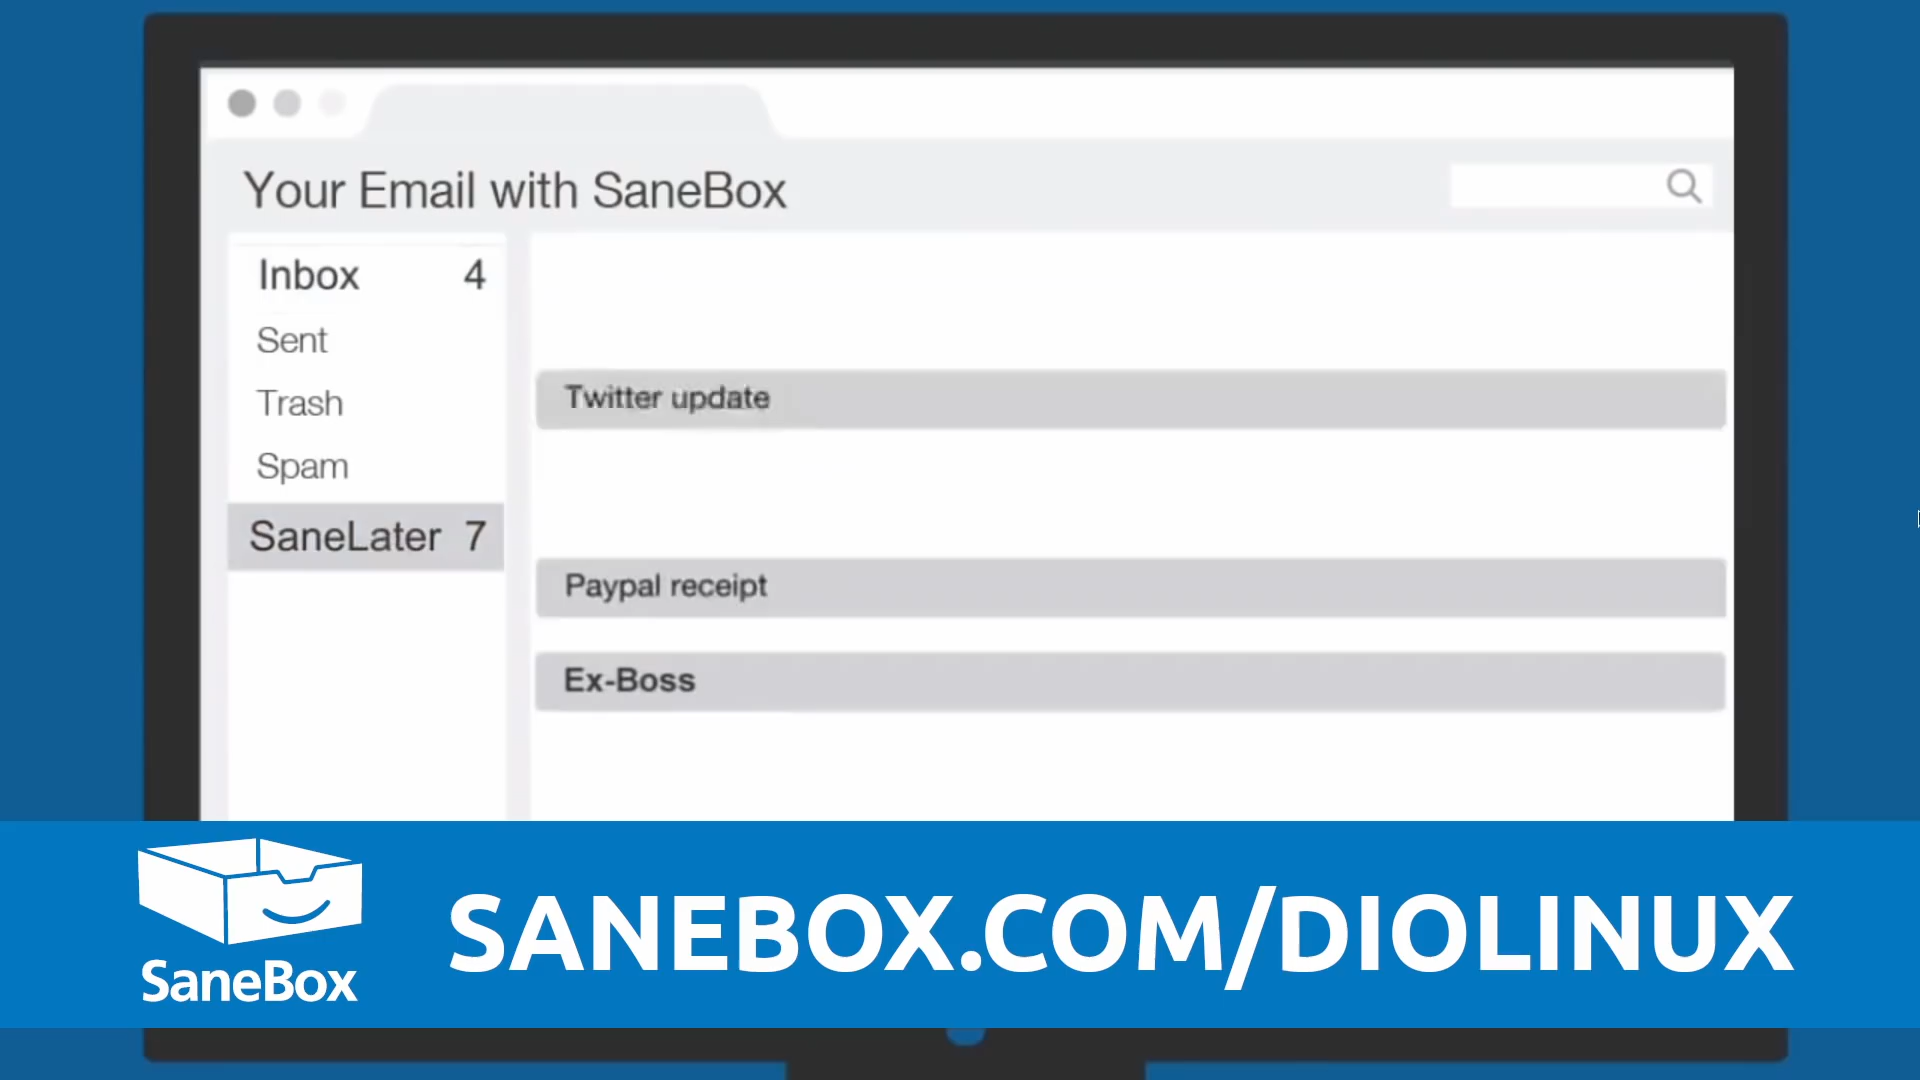 Your Email with SaneBox
Inbox 4
Sent
Trash
Spam
SaneLater 7
Twitter update
Paypal receipt
Ex-Boss
SaneBox
SANEBOX.COM/DIOLINUX